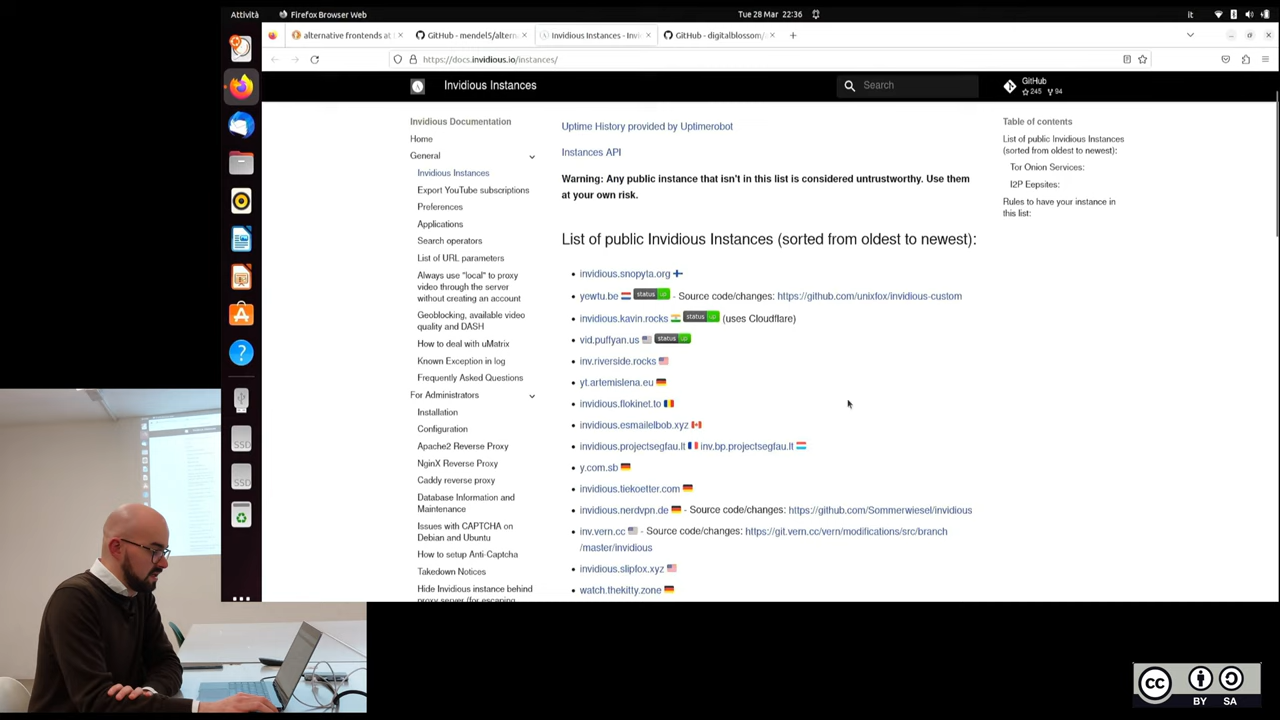 Attività
Firefox Browser Web
Tue 28 Mar 22:36
it
alternative frontends at
GitHub - mendel5/altern
Invidious Instances - Invi
GitHub - digitalblossom/
https://docs.invidious.io/instances/
Invidious Instances
Search
GitHub
245
94
Invidious Documentation
Home
General
Invidious Instances
Export YouTube subscriptions
Preferences
Applications
Search operators
List of URL parameters
Always use "local" to proxy
video through the server
without creating an account
Geoblocking, available video
quality and DASH
How to deal with uMatrix
Known Exception in log
Frequently Asked Questions
For Administrators
Installation
Configuration
Apache2 Reverse Proxy
NginX Reverse Proxy
Caddy reverse proxy
Database Information and
Maintenance
Issues with CAPTCHA on
Debian and Ubuntu
How to setup Anti-Captcha
Takedown Notices
Hide Invidious instance behind
proxy server (for escaping
Uptime History provided by Uptimerobot
Instances API
Warning: Any public instance that isn't in this list is considered untrustworthy. Use them
at your own risk.
List of public Invidious Instances (sorted from oldest to newest):
invidious.snopyta.org
yewtu.be status up - Source code/changes: https://github.com/unixfox/invidious-custom
invidious.kavin.rocks status up (uses Cloudflare)
vid.puffyan.us status up
inv.riverside.rocks
yt.artemislena.eu
invidious.flokinet.to
invidious.esmailelbob.xyz
invidious.projectsegfau.lt inv.bp.projectsegfau.lt
y.com.sb
invidious.tiekoetter.com
invidious.nerdvpn.de - Source code/changes: https://github.com/Sommerwiesel/invidious
inv.vern.cc - Source code/changes: https://git.vern.cc/vern/modifications/src/branch
/master/invidious
invidious.slipfox.xyz
watch.thekitty.zone
Table of contents
List of public Invidious Instances
(sorted from oldest to newest):
Tor Onion Services:
I2P Eepsites:
Rules to have your instance in
this list:
SSD
SSD
cc
BY SA